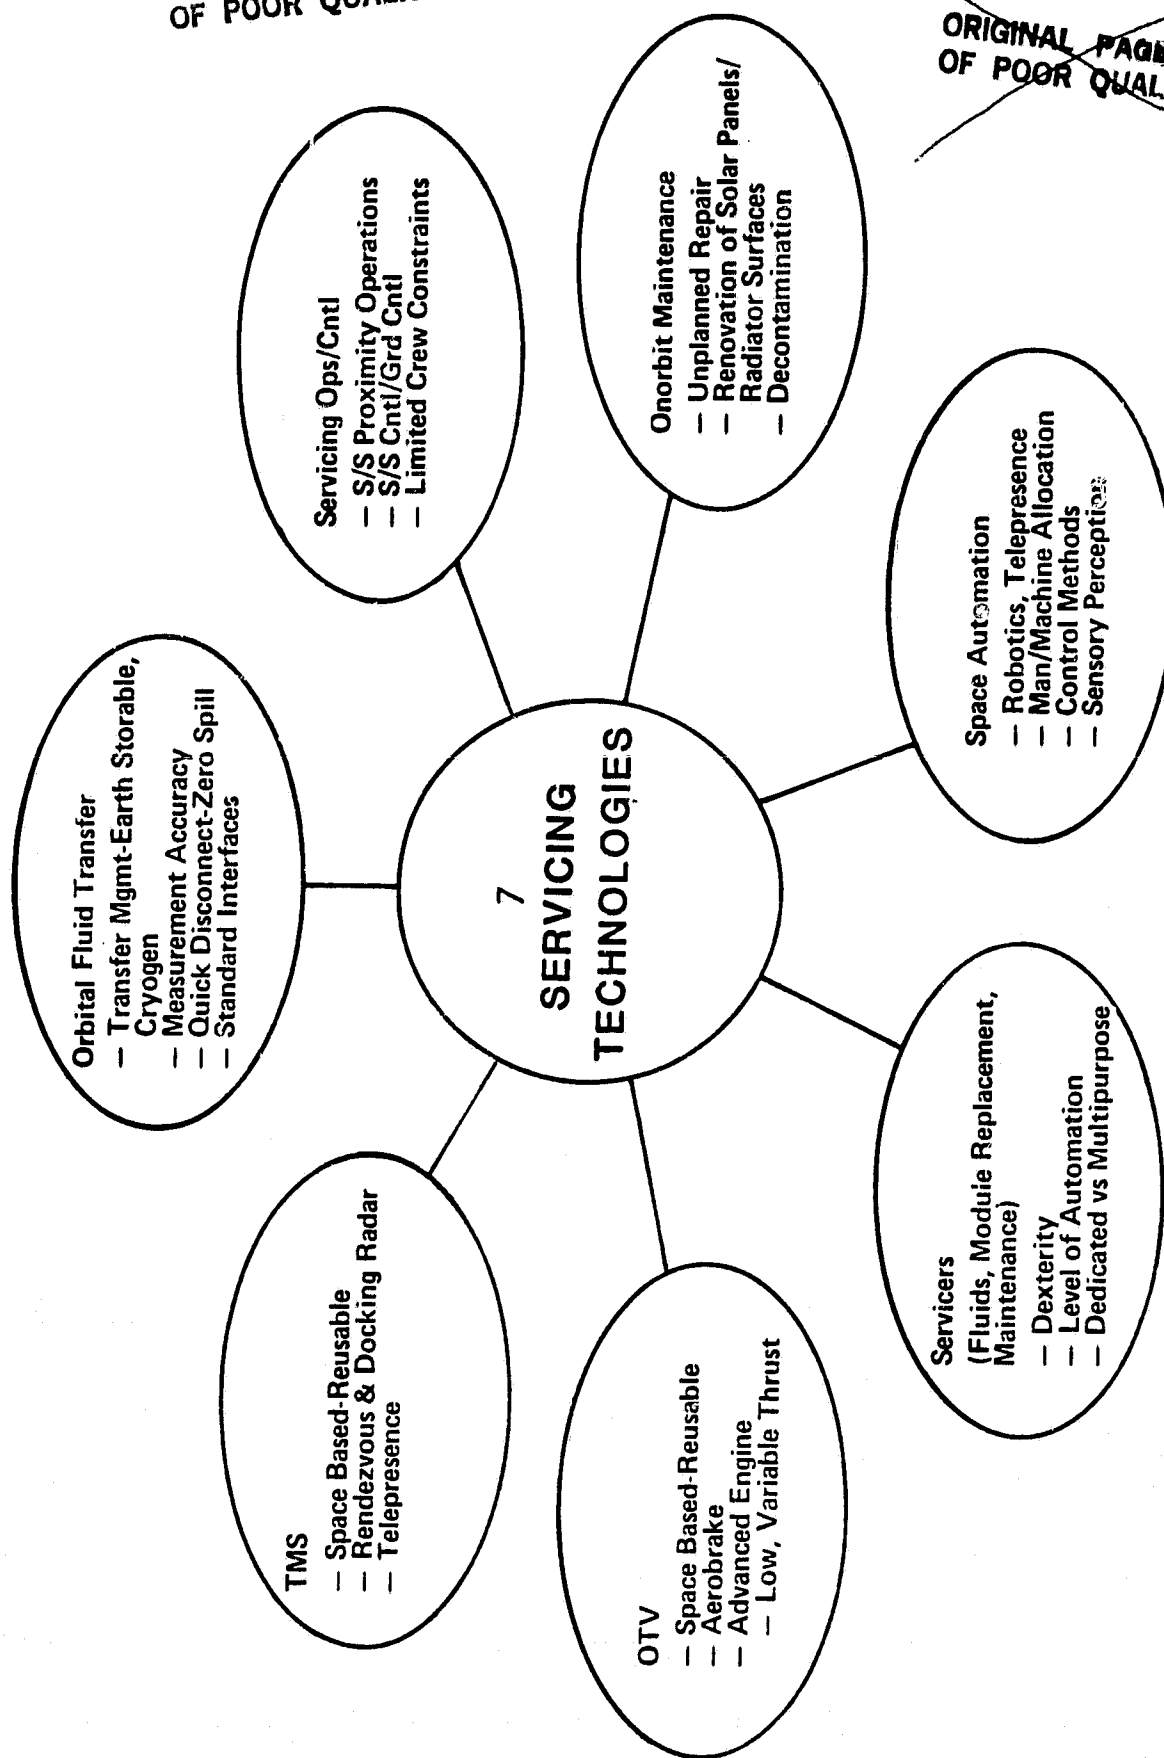 OF POOR
ORIGINAL PAGE
OF POOR QUAL
7
SERVICING
TECHNOLOGIES
Orbital Fluid Transfer
— Transfer Mgmt-Earth Storable,
Cryogen
— Measurement Accuracy
— Quick Disconnect-Zero Spill
— Standard Interfaces
Servicing Ops/Cntl
— S/S Proximity Operations
— S/S Cntl/Grd Cntl
— Limited Crew Constraints
Onorbit Maintenance
— Unplanned Repair
— Renovation of Solar Panels/
Radiator Surfaces
— Decontamination
Space Automation
— Robotics, Telepresence
— Man/Machine Allocation
— Control Methods
— Sensory Perception
Servicers
(Fluids, Module Replacement,
Maintenance)
— Dexterity
— Level of Automation
— Dedicated vs Multipurpose
OTV
— Space Based-Reusable
— Aerobrake
— Advanced Engine
— Low, Variable Thrust
TMS
— Space Based-Reusable
— Rendezvous & Docking Radar
— Telepresence